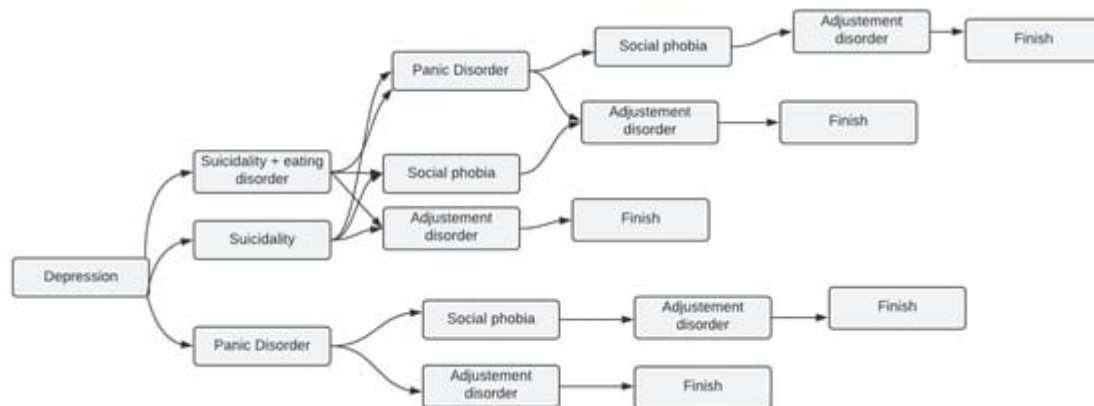 Adjustement
disorder
Finish
Social phobia
Panic Disorder
Adjustement
disorder
Finish
Suicidality + eating
disorder
Social phobia
Adjustement
disorder
Finish
Suicidality
Depression
Social phobia
Adjustement
disorder
Finish
Panic Disorder
Adjustement
disorder
Finish